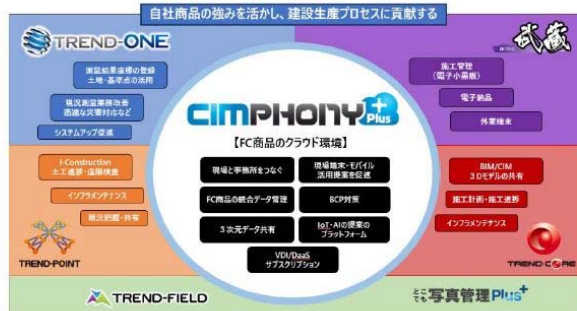 自社商品の強みを活かし、建設生産プロセスに貢献する
TREND-ONE
測量結果座標の登録
土地・基準点の活用
現況測量業務改善
迅速な災害対応など
システムアップ促進
武蔵
施工管理
(電子小黒板)
電子納品
外業端末
CIMPHONY Plus
【FC商品のクラウド環境】
現場と事務所をつなぐ
現場端末・モバイル
活用提案を促進
FC商品の統合データ管理
BCP対策
3次元データ共有
IoT・AIの提案の
プラットフォーム
VDI/DaaS
サブスクリプション
i-Construction
土工進捗・遠隔検査
インフラメンテナンス
現況把握・共有
TREND-POINT
BIM/CIM
3Dモデルの共有
施工計画・施工進捗
インフラメンテナンス
TREND-CORE
TREND-FIELD
どこでも写真管理Plus+